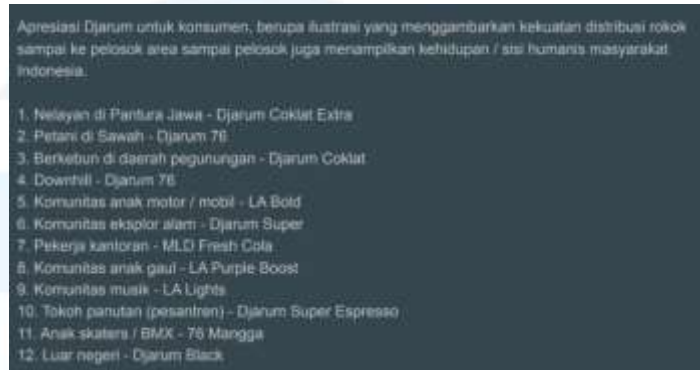 Apresiasi Djarum untuk konsumen, berupa ilustrasi yang menggambarkan kekuatan distribusi rokok
sampai ke pelosok area sampai pelosok juga menampilkan kehidupan / sisi humanis masyarakat
Indonesia.
1. Nelayan di Pantura Jawa - Djarum Coklat Extra
2. Petani di Sawah - Djarum 76
3. Berkebun di daerah pegunungan - Djarum Coklat
4. Downhill - Djarum 76
5. Komunitas anak motor / mobil - LA Bold
6. Komunitas eksplor alam - Djarum Super
7. Pekerja kantoran - MLD Fresh Cola
8. Komunitas anak gaul - LA Purple Boost
9. Komunitas musik - LA Lights
10. Tokoh panutan (pesantren) - Djarum Super Espresso
11. Anak skaters / BMX - 76 Mangga
12. Luar negeri - Djarum Black